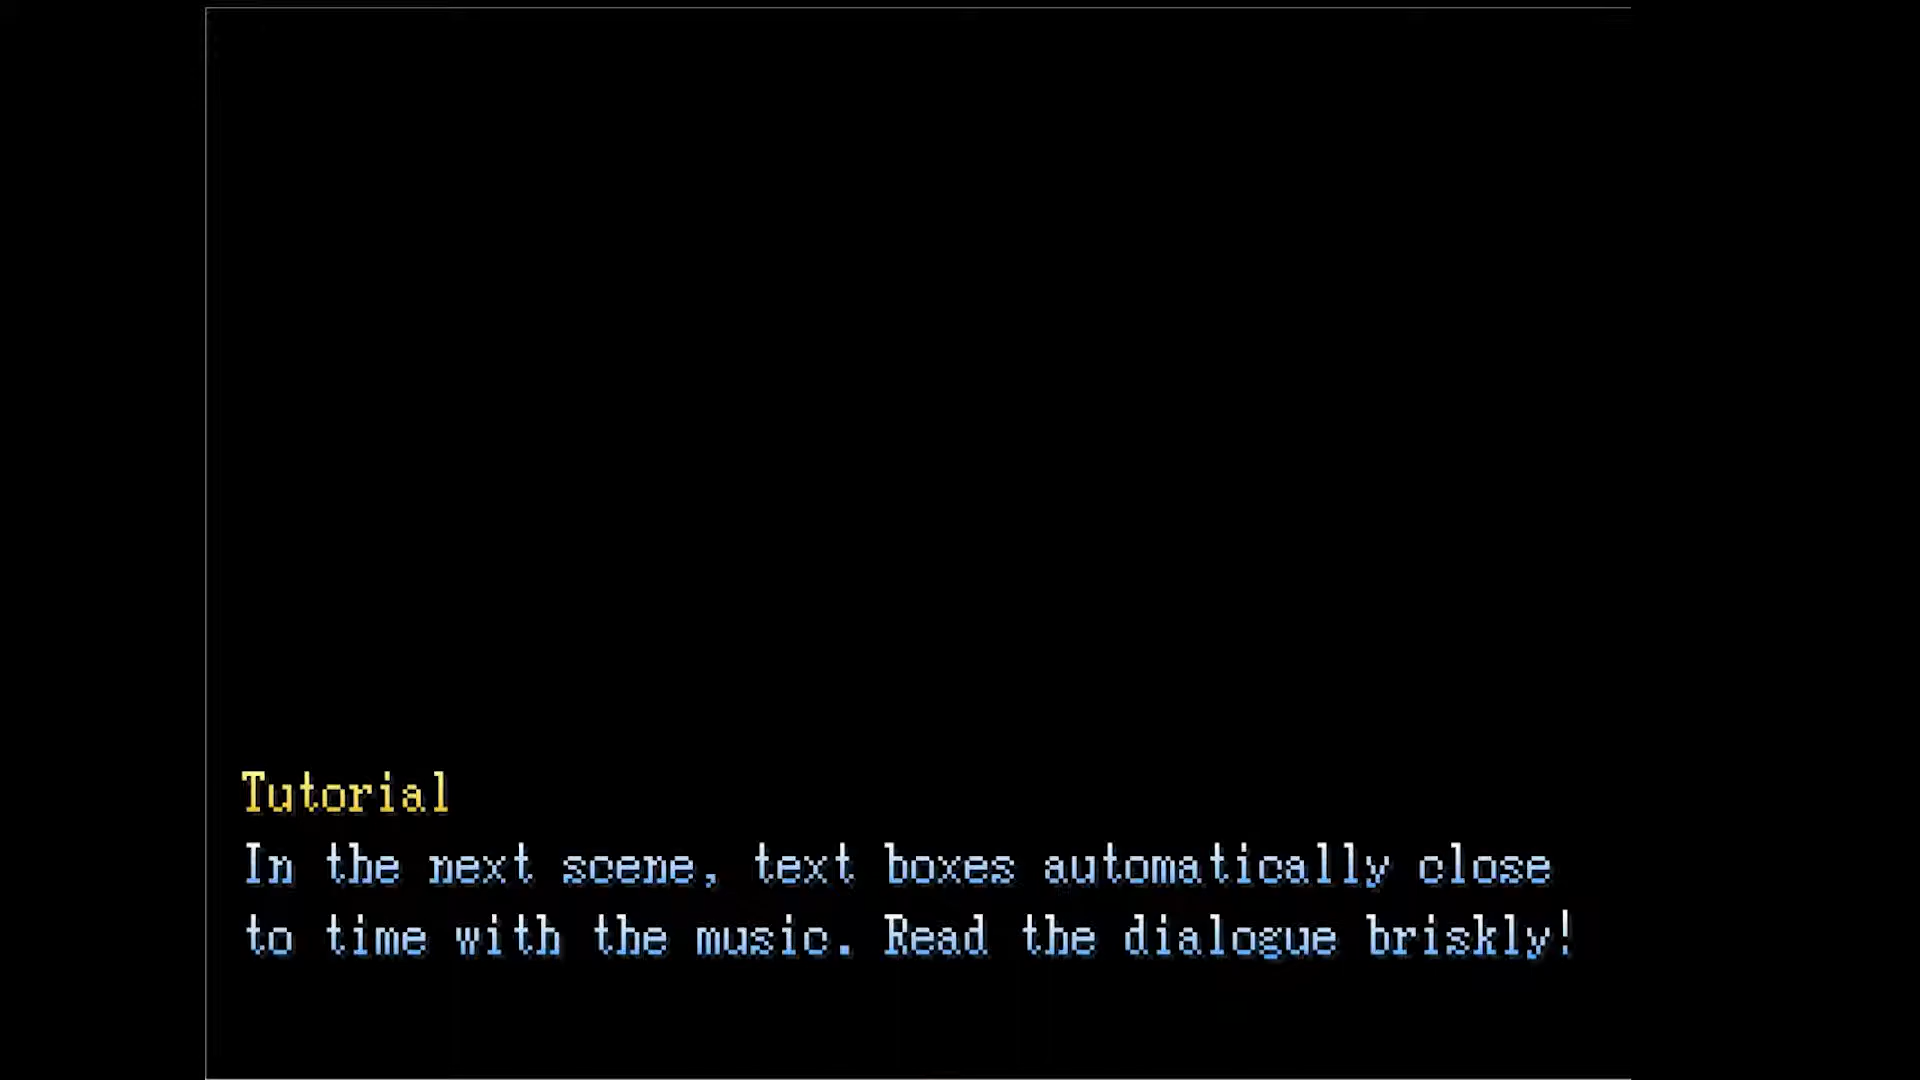 Tutorial
In the next scene, text boxes automatically close
to time with the music. Read the dialogue briskly!